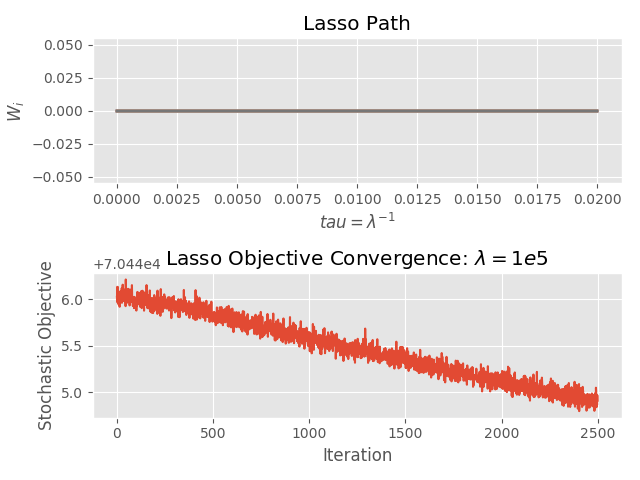 Lasso Path
0.050
0.025
0.000
−0.025
−0.050
W_i
0.0000 0.0025 0.0050 0.0075 0.0100 0.0125 0.0150 0.0175 0.0200
tau = λ⁻¹
+7.044e4
Lasso Objective Convergence: λ = 1e5
6.0
5.5
5.0
Stochastic Objective
0 500 1000 1500 2000 2500
Iteration